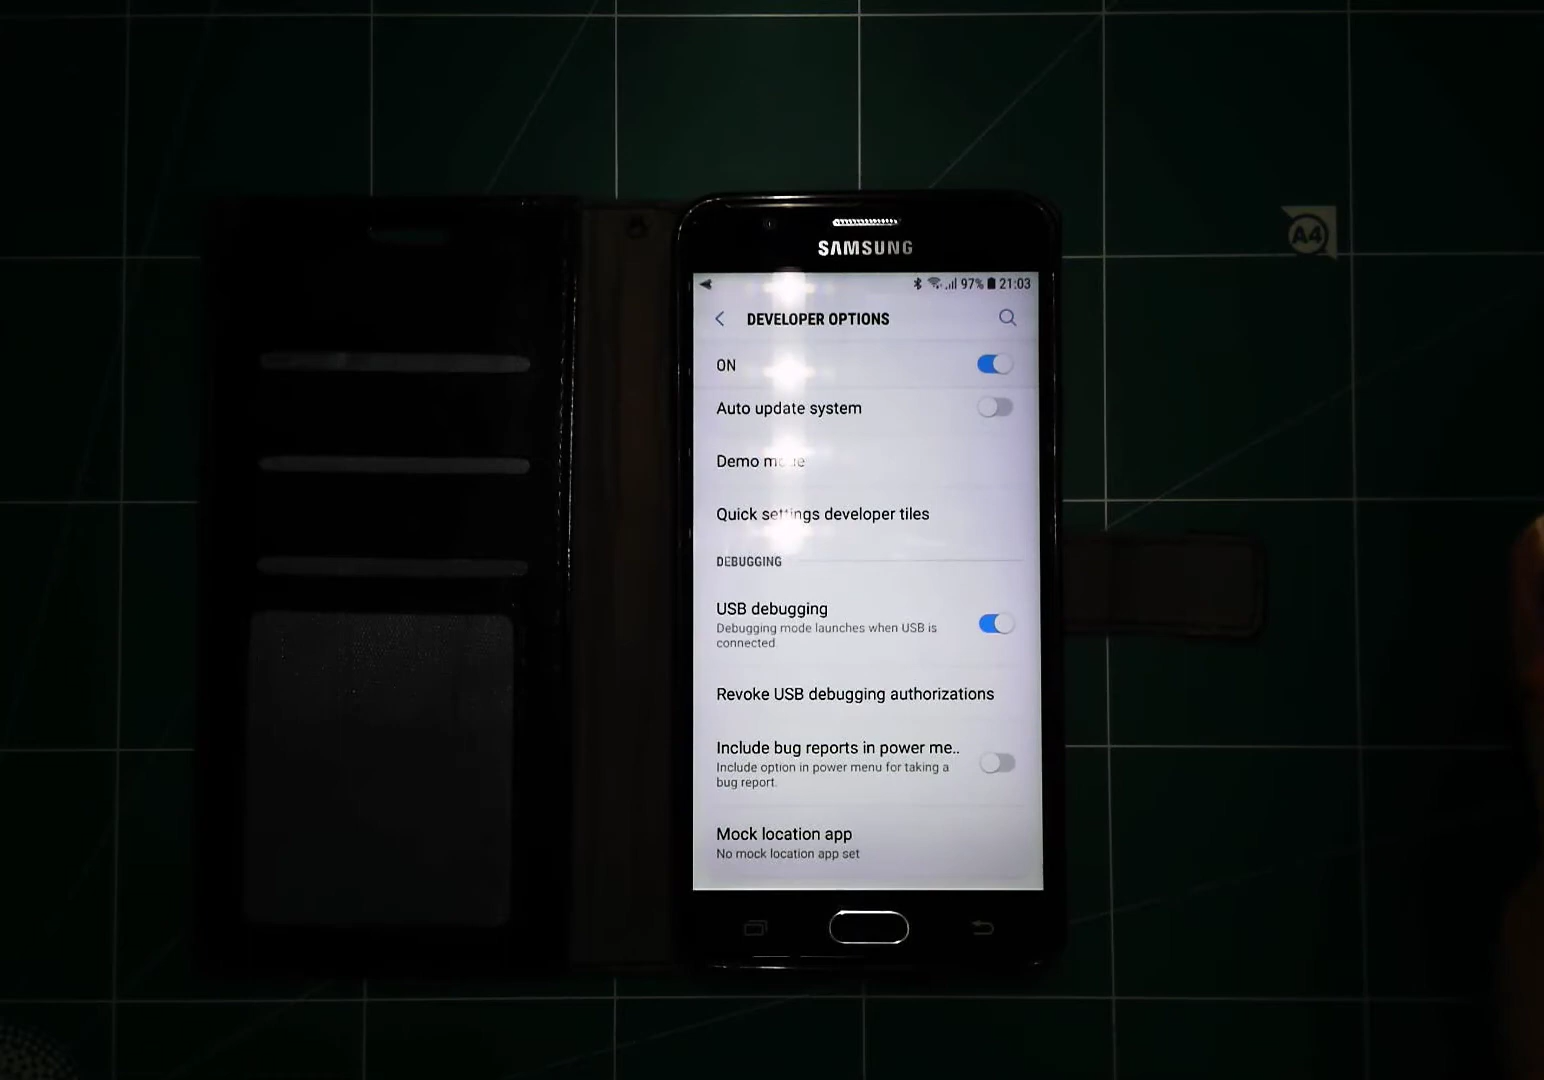 A4
SAMSUNG
97% 21:03
DEVELOPER OPTIONS
ON
Auto update system
Demo
Quick settings developer tiles
DEBUGGING
USB debugging
Debugging mode launches when USB is
connected.
Revoke USB debugging authorizations
Include bug reports in power me..
Include option in power menu for taking a
bug report.
Mock location app
No mock location app set